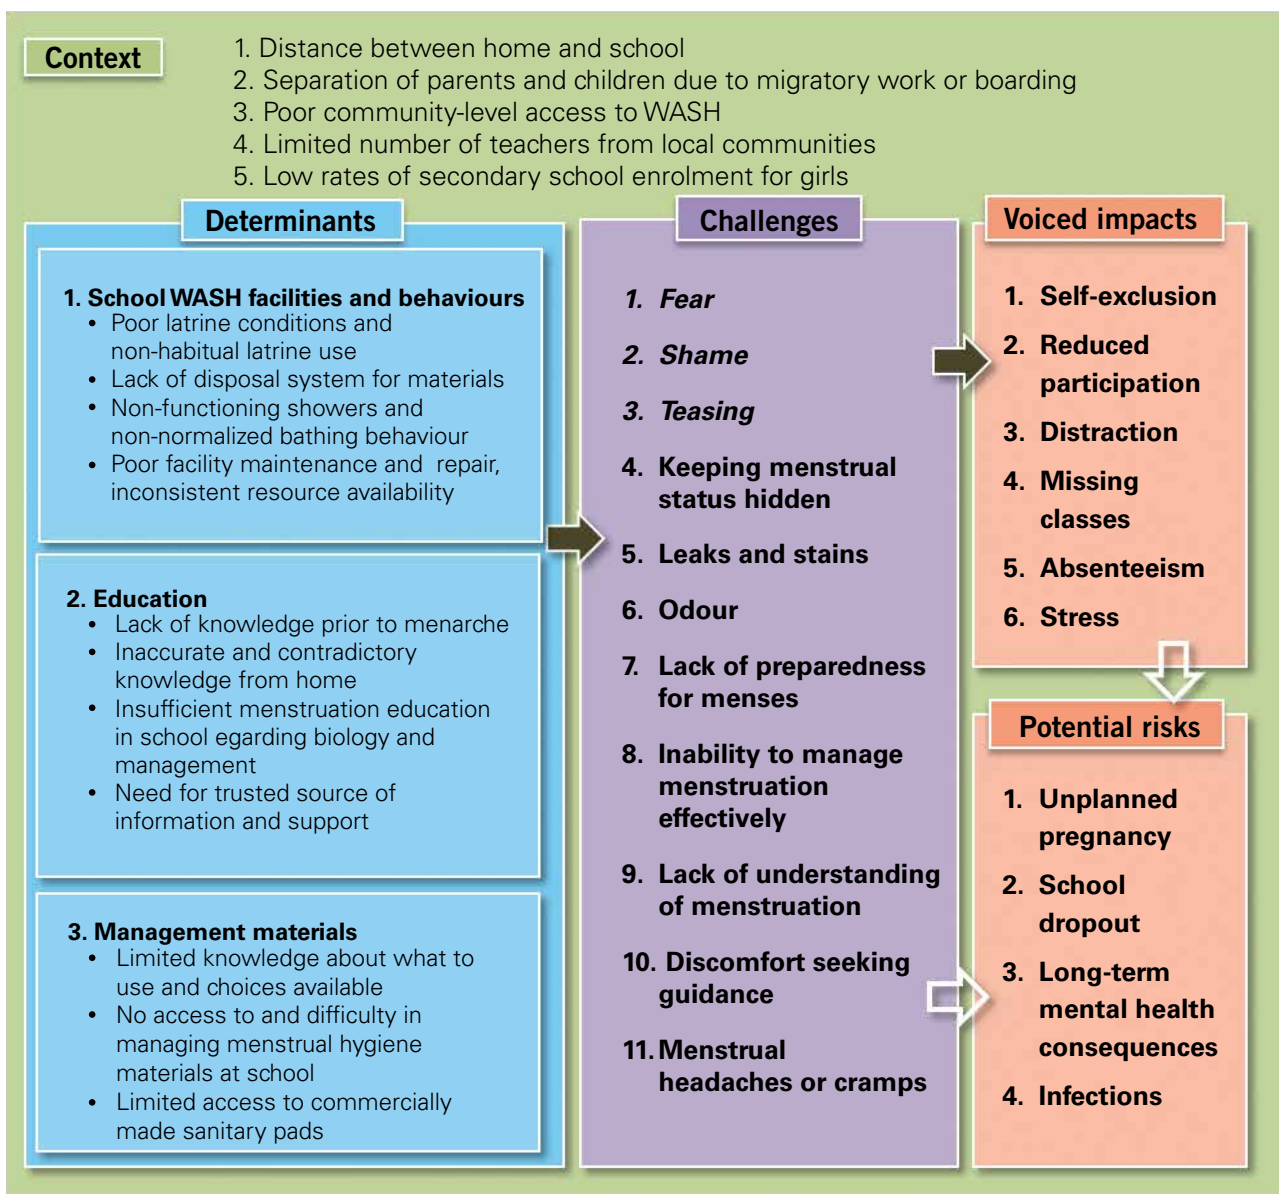 Context
1. Distance between home and school
2. Separation of parents and children due to migratory work or boarding
3. Poor community-level access to WASH
4. Limited number of teachers from local communities
5. Low rates of secondary school enrolment for girls
Determinants
1. School WASH facilities and behaviours
• Poor latrine conditions and
non-habitual latrine use
• Lack of disposal system for materials
• Non-functioning showers and
non-normalized bathing behaviour
• Poor facility maintenance and repair,
inconsistent resource availability
2. Education
• Lack of knowledge prior to menarche
• Inaccurate and contradictory
knowledge from home
• Insufficient menstruation education
in school egarding biology and
management
• Need for trusted source of
information and support
3. Management materials
• Limited knowledge about what to
use and choices available
• No access to and difficulty in
managing menstrual hygiene
materials at school
• Limited access to commercially
made sanitary pads
Challenges
1. Fear
2. Shame
3. Teasing
4. Keeping menstrual
status hidden
5. Leaks and stains
6. Odour
7. Lack of preparedness
for menses
8. Inability to manage
menstruation
effectively
9. Lack of understanding
of menstruation
10. Discomfort seeking
guidance
11. Menstrual
headaches or cramps
Voiced impacts
1. Self-exclusion
2. Reduced
participation
3. Distraction
4. Missing
classes
5. Absenteeism
6. Stress
Potential risks
1. Unplanned
pregnancy
2. School
dropout
3. Long-term
mental health
consequences
4. Infections